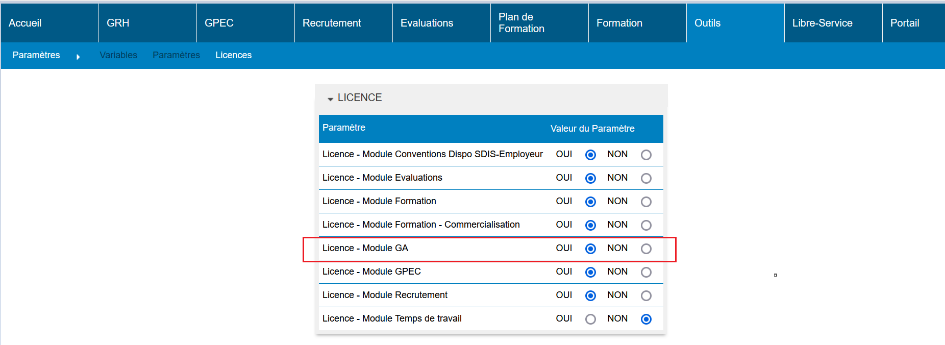 Accueil GRH GPEC Recrutement Evaluations Plan de Formation Formation Outils Libre-Service Portail
Paramètres Variables Paramètres Licences
LICENCE
Paramètre Valeur du Paramètre
Licence - Module Conventions Dispo SDIS-Employeur OUI NON
Licence - Module Evaluations OUI NON
Licence - Module Formation OUI NON
Licence - Module Formation - Commercialisation OUI NON
Licence - Module GA OUI NON
Licence - Module GPEC OUI NON
Licence - Module Recrutement OUI NON
Licence - Module Temps de travail OUI NON